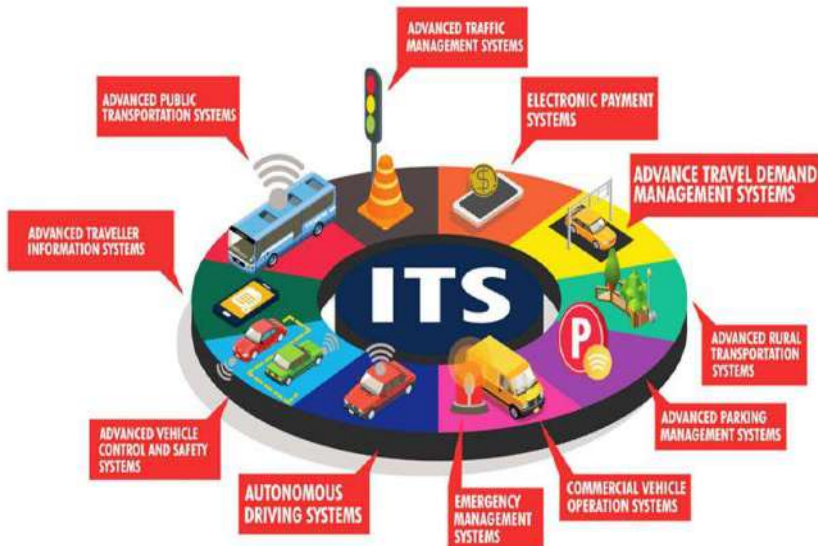 ADVANCED TRAFFIC
MANAGEMENT SYSTEMS
ADVANCED PUBLIC
TRANSPORTATION SYSTEMS
ELECTRONIC PAYMENT
SYSTEMS
ADVANCE TRAVEL DEMAND
MANAGEMENT SYSTEMS
ADVANCED TRAVELLER
INFORMATION SYSTEMS
ITS
P
ADVANCED RURAL
TRANSPORTATION
SYSTEMS
ADVANCED PARKING
MANAGEMENT SYSTEMS
ADVANCED VEHICLE
CONTROL AND SAFETY
SYSTEMS
AUTONOMOUS
DRIVING SYSTEMS
EMERGENCY
MANAGEMENT
SYSTEMS
COMMERCIAL VEHICLE
OPERATION SYSTEMS